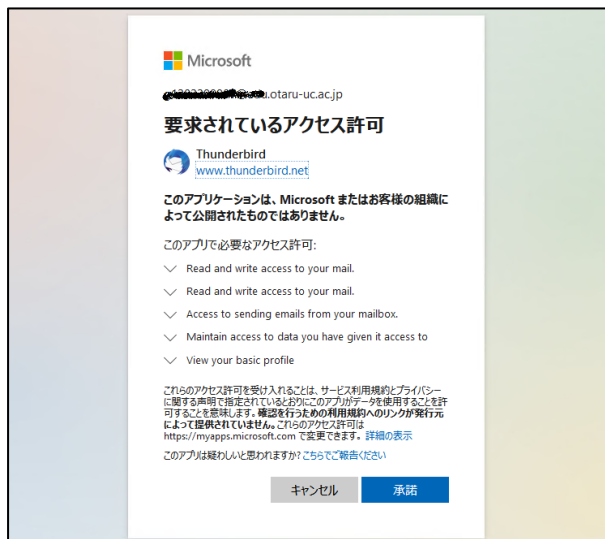 Microsoft
u.otaru-uc.ac.jp
要求されているアクセス許可
Thunderbird
www.thunderbird.net
このアプリケーションは、Microsoft またはお客様の組織に
よって公開されたものではありません。
このアプリで必要なアクセス許可:
Read and write access to your mail.
Read and write access to your mail.
Access to sending emails from your mailbox.
Maintain access to data you have given it access to
View your basic profile
これらのアクセス許可を受け入れることは、サービス利用規約とプライバシー
に関する声明で指定されているとおりにこのアプリがデータを使用することを許
可することを意味します。確認を行うための利用規約へのリンクが発行元
によって提供されていません。これらのアクセス許可は
https://myapps.microsoft.com で変更できます。 詳細の表示
このアプリは疑わしいと思われますか? こちらでご報告ください
キャンセル
承諾